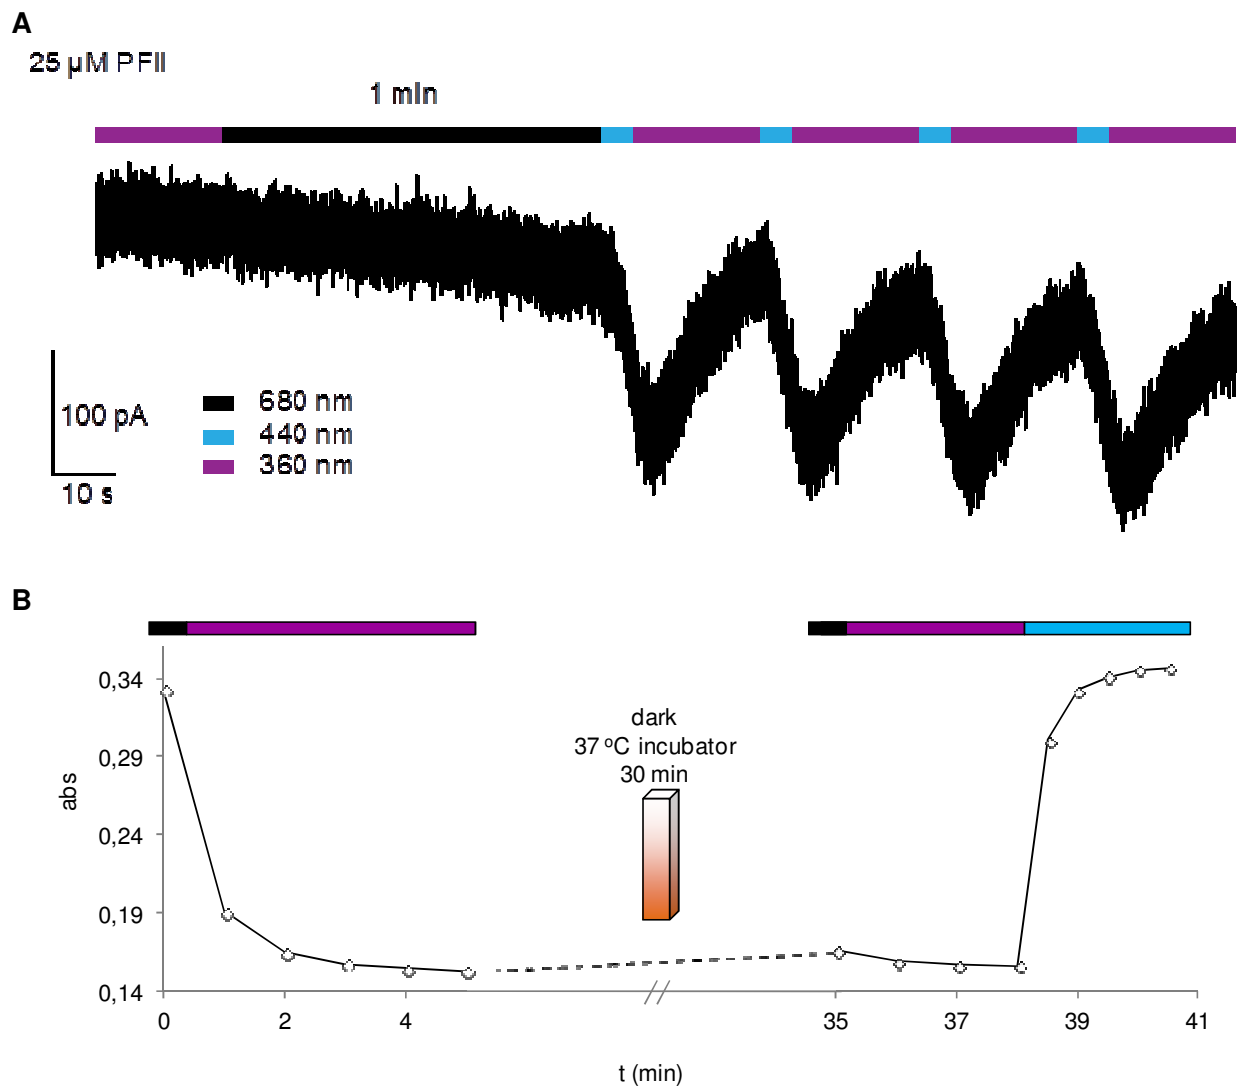 A
25 µM PFII
1 min
100 pA
10 s
680 nm
440 nm
360 nm
B
0,34
0,29
0,24
0,19
0,14
abs
dark
37 ºC incubator
30 min
0 2 4 35 37 39 41
t (min)